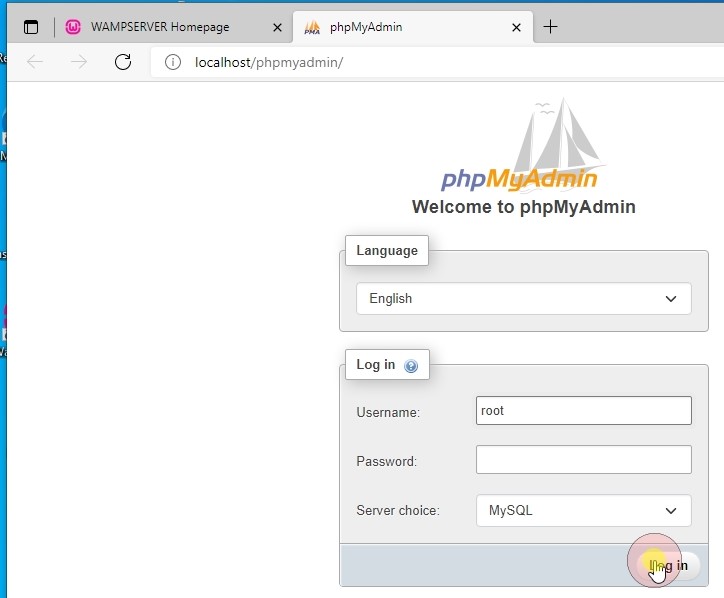 WAMPSERVER Homepage
phpMyAdmin
localhost/phpmyadmin/
phpMyAdmin
Welcome to phpMyAdmin
Language
English
Log in
Username: root
Password:
Server choice: MySQL
Log in